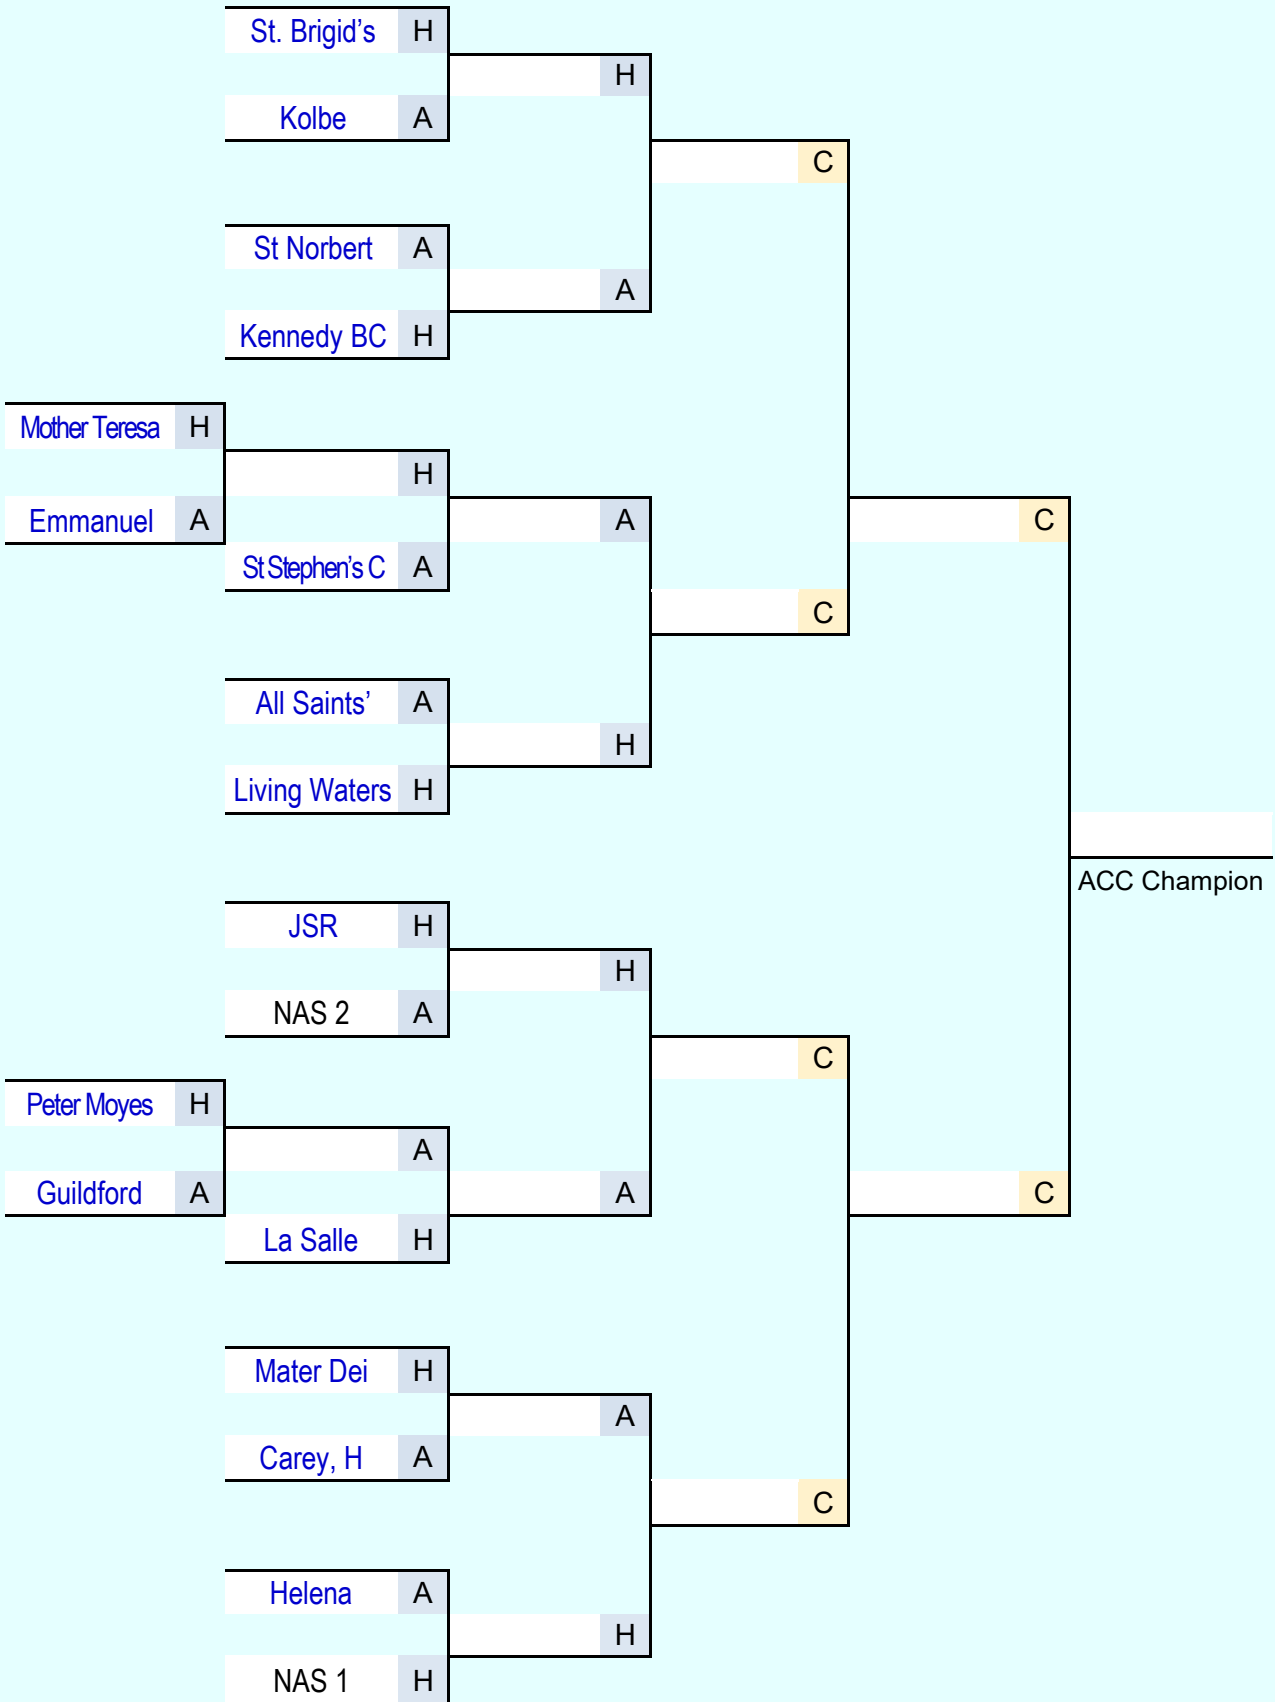 St. Brigid’s H
H
Kolbe A
C
St Norbert A
A
Kennedy BC H
Mother Teresa H
H
Emmanuel A
A
C
St Stephen’s C A
C
All Saints’ A
H
Living Waters H
ACC Champion
JSR H
H
NAS 2 A
C
Peter Moyes H
A
Guildford A
A
C
La Salle H
Mater Dei H
A
Carey, H A
C
Helena A
H
NAS 1 H